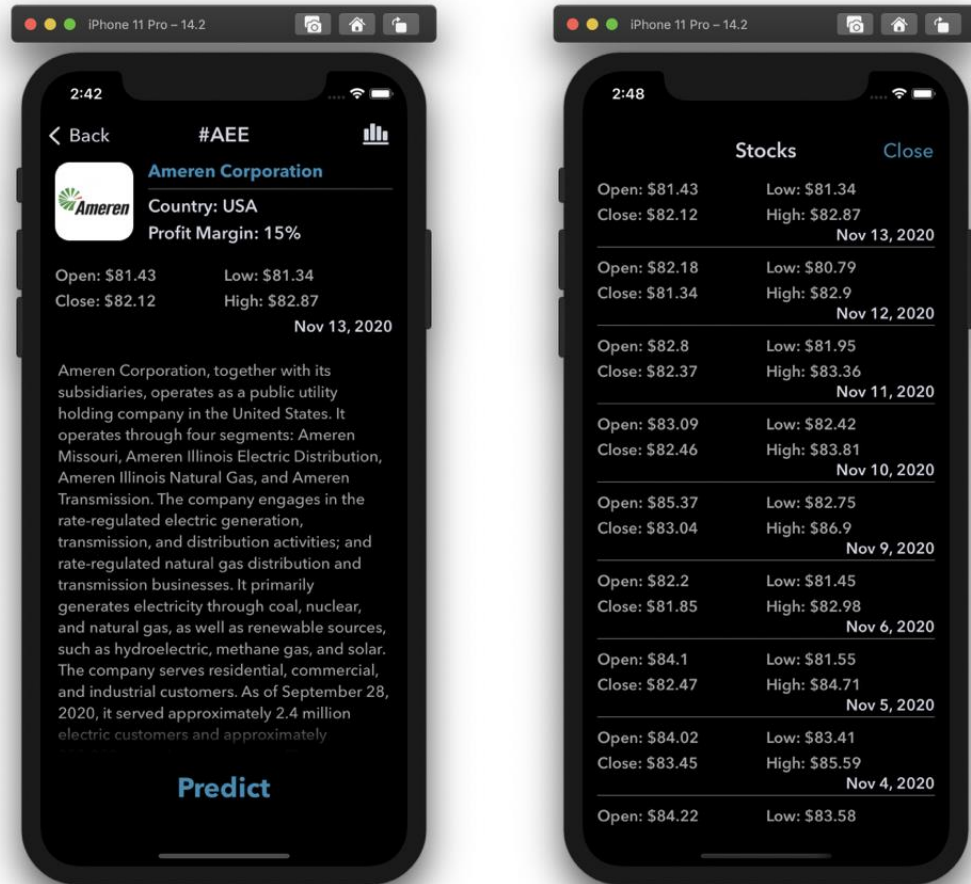 iPhone 11 Pro – 14.2
2:42
Back
#AEE
Ameren
Ameren Corporation
Country: USA
Profit Margin: 15%
Open: $81.43 Low: $81.34
Close: $82.12 High: $82.87
Nov 13, 2020
Ameren Corporation, together with its
subsidiaries, operates as a public utility
holding company in the United States. It
operates through four segments: Ameren
Missouri, Ameren Illinois Electric Distribution,
Ameren Illinois Natural Gas, and Ameren
Transmission. The company engages in the
rate-regulated electric generation,
transmission, and distribution activities; and
rate-regulated natural gas distribution and
transmission businesses. It primarily
generates electricity through coal, nuclear,
and natural gas, as well as renewable sources,
such as hydroelectric, methane gas, and solar.
The company serves residential, commercial,
and industrial customers. As of September 28,
2020, it served approximately 2.4 million
electric customers and approximately
Predict
iPhone 11 Pro – 14.2
2:48
Stocks
Close
Open: $81.43 Low: $81.34
Close: $82.12 High: $82.87
Nov 13, 2020
Open: $82.18 Low: $80.79
Close: $81.34 High: $82.9
Nov 12, 2020
Open: $82.8 Low: $81.95
Close: $82.37 High: $83.36
Nov 11, 2020
Open: $83.09 Low: $82.42
Close: $82.46 High: $83.81
Nov 10, 2020
Open: $85.37 Low: $82.75
Close: $83.04 High: $86.9
Nov 9, 2020
Open: $82.2 Low: $81.45
Close: $81.85 High: $82.98
Nov 6, 2020
Open: $84.1 Low: $81.55
Close: $82.47 High: $84.71
Nov 5, 2020
Open: $84.02 Low: $83.41
Close: $83.45 High: $85.59
Nov 4, 2020
Open: $84.22 Low: $83.58